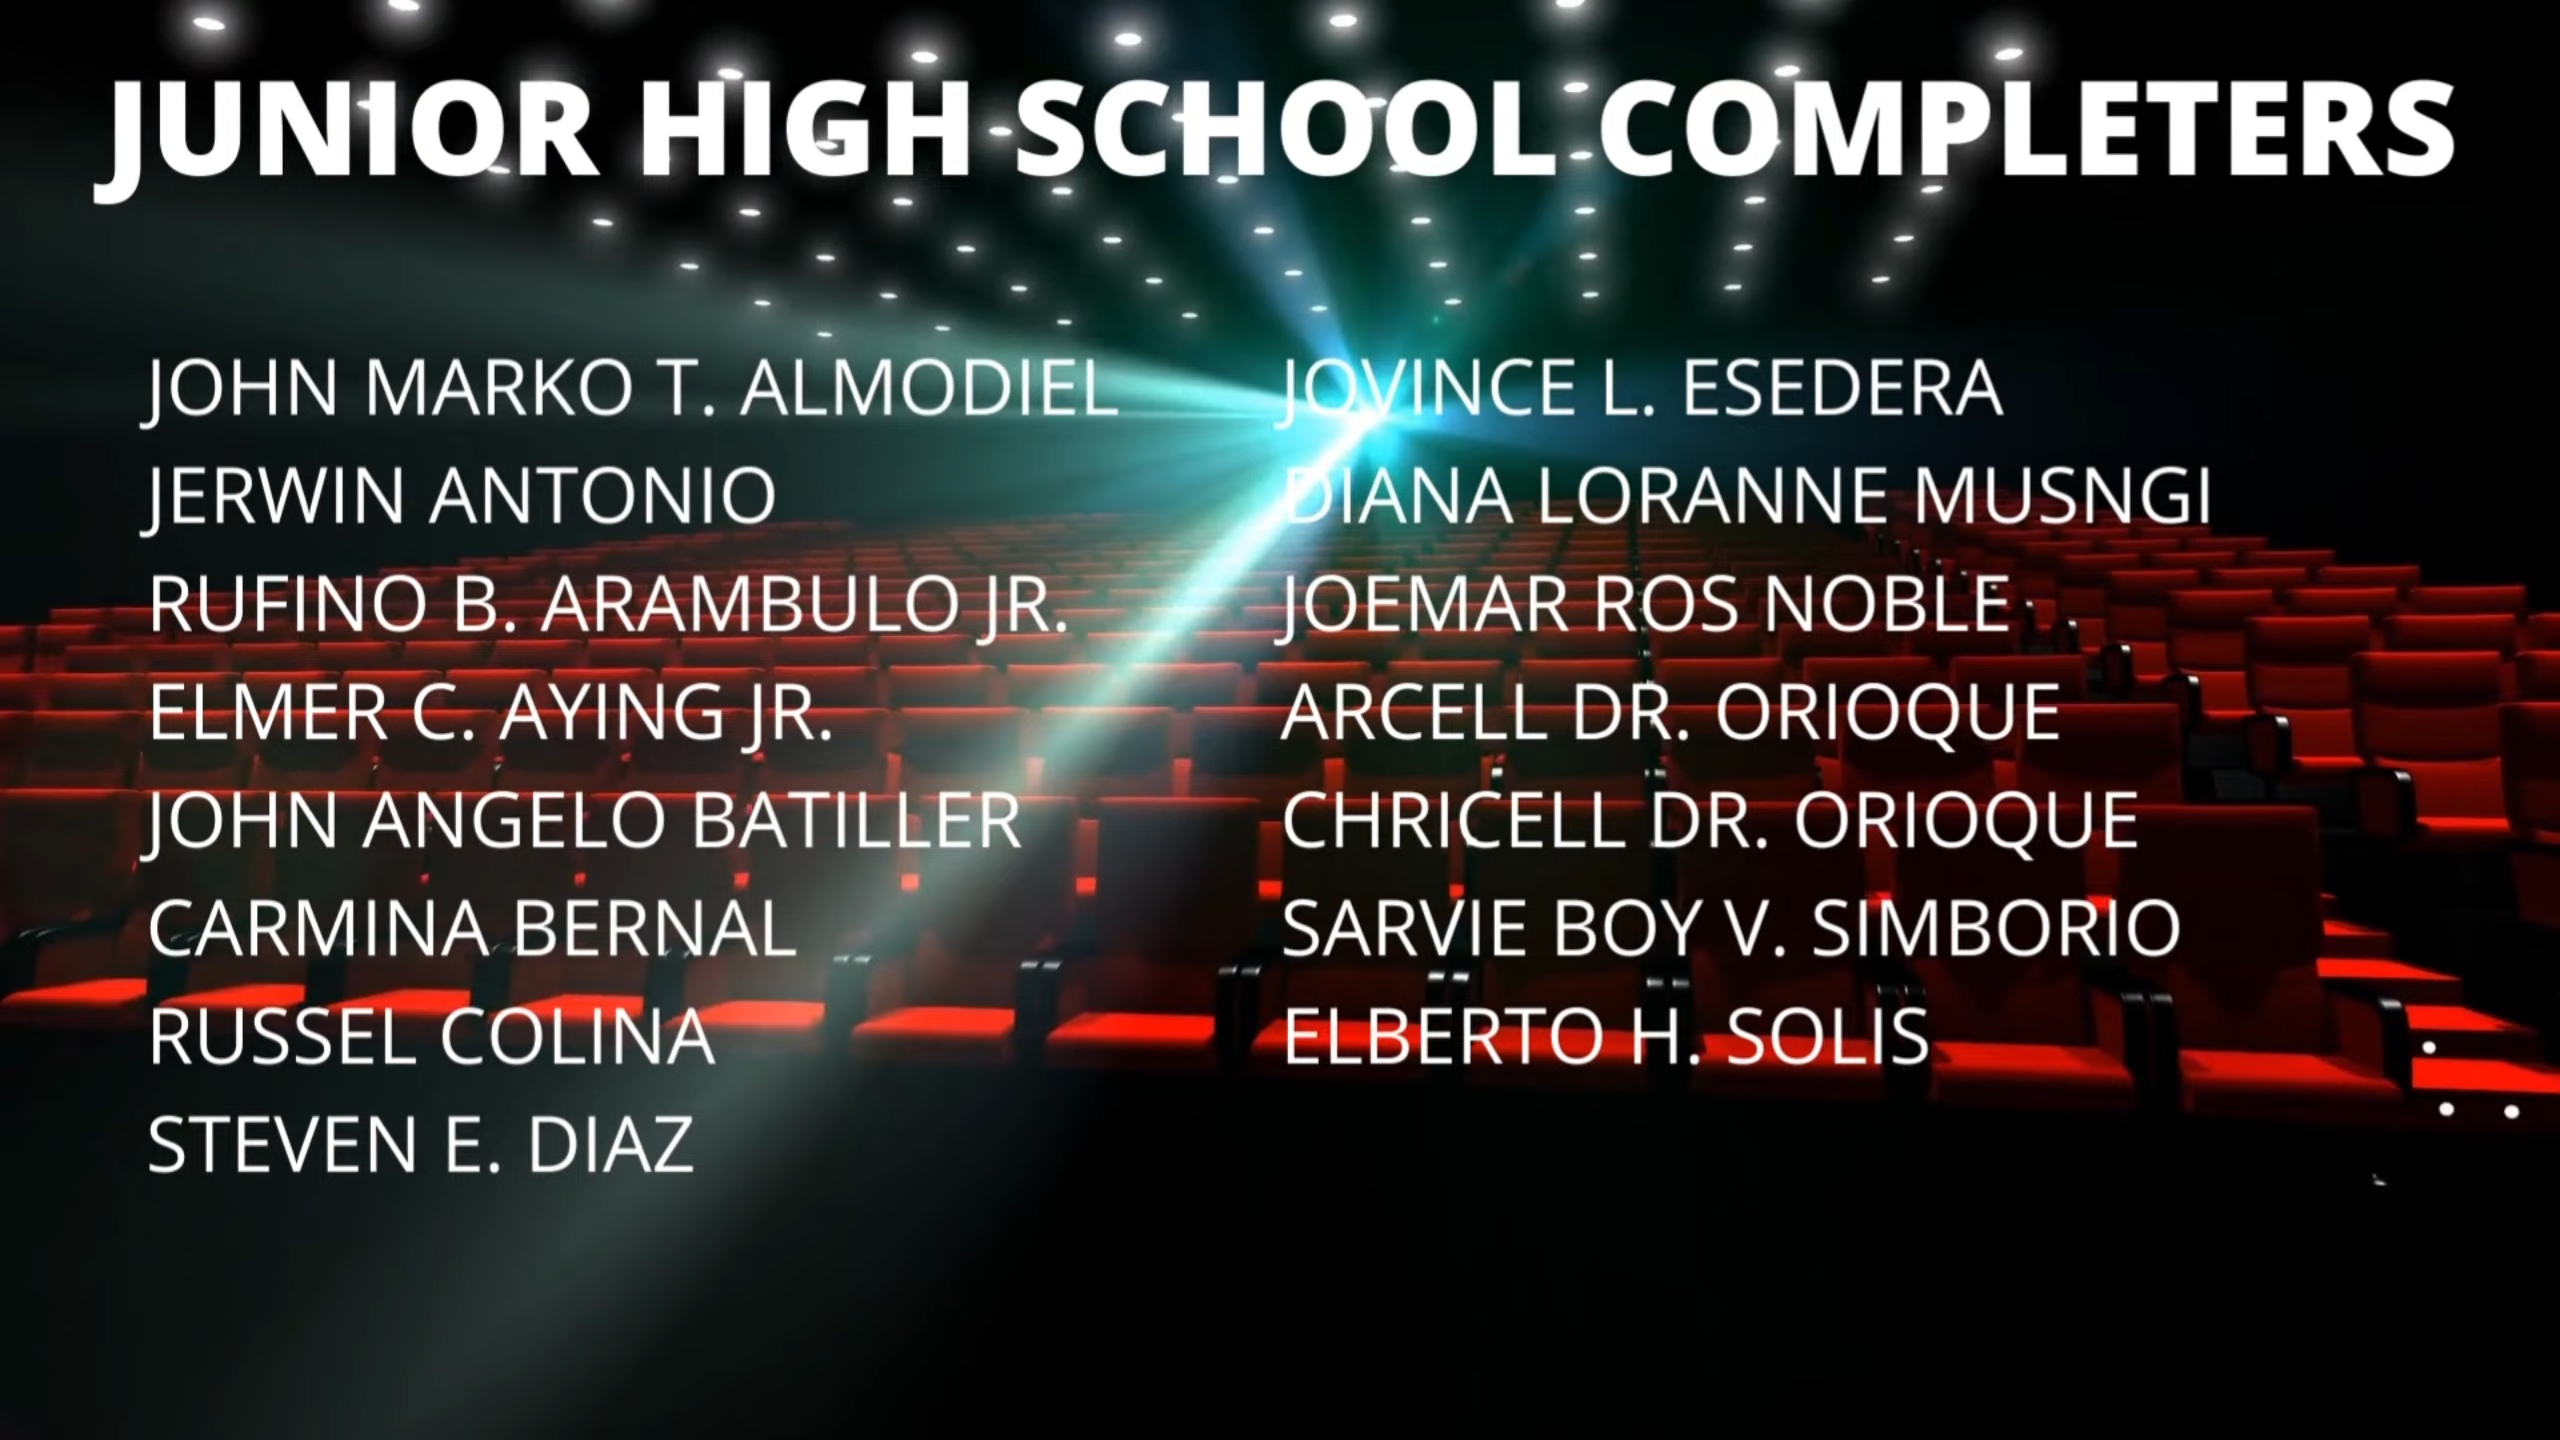 JUNIOR HIGH SCHOOL COMPLETERS
JOHN MARKO T. ALMODIEL
JERWIN ANTONIO
RUFINO B. ARAMBULO JR.
ELMER C. AYING JR.
JOHN ANGELO BATILLER
CARMINA BERNAL
RUSSEL COLINA
STEVEN E. DIAZ
JOVINCE L. ESEDERA
DIANA LORANNE MUSNGI
JOEMAR ROS NOBLE
ARCELL DR. ORIOQUE
CHRICELL DR. ORIOQUE
SARVIE BOY V. SIMBORIO
ELBERTO H. SOLIS